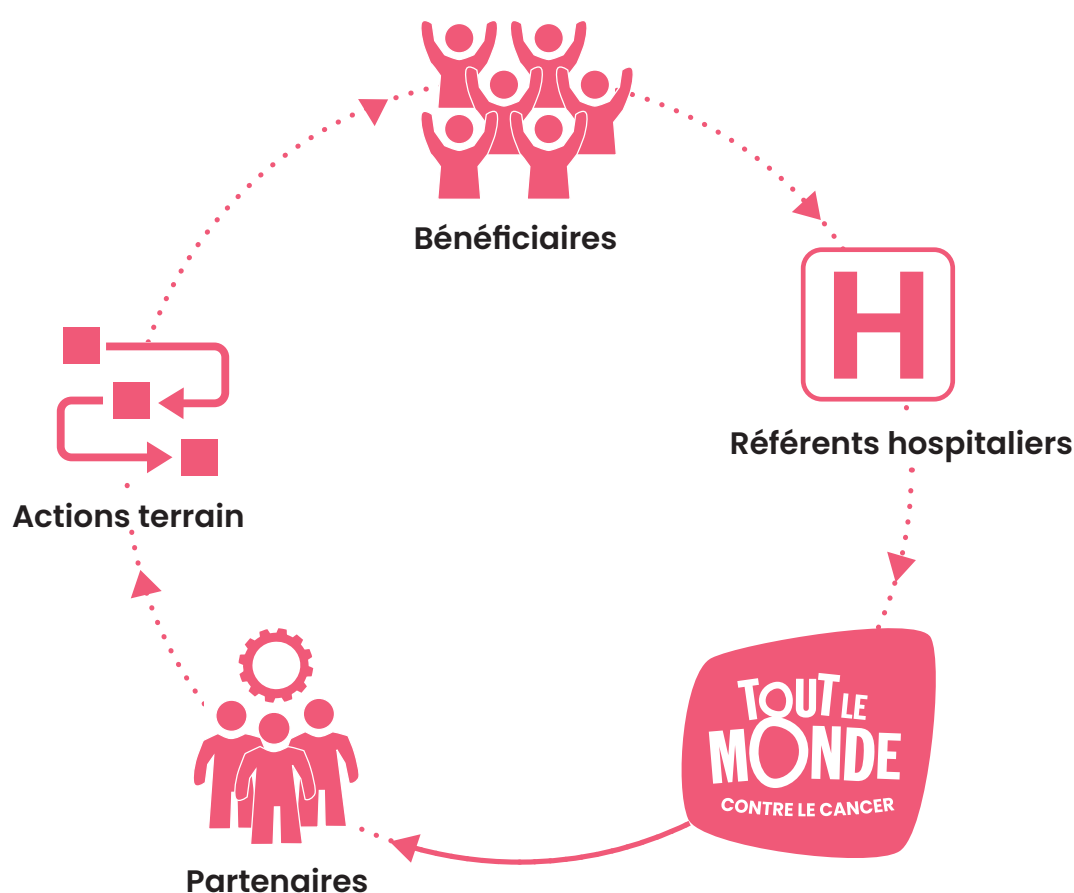 Bénéficiaires
H
Référents hospitaliers
Actions terrain
TOUT LE
MONDE
CONTRE LE CANCER
Partenaires